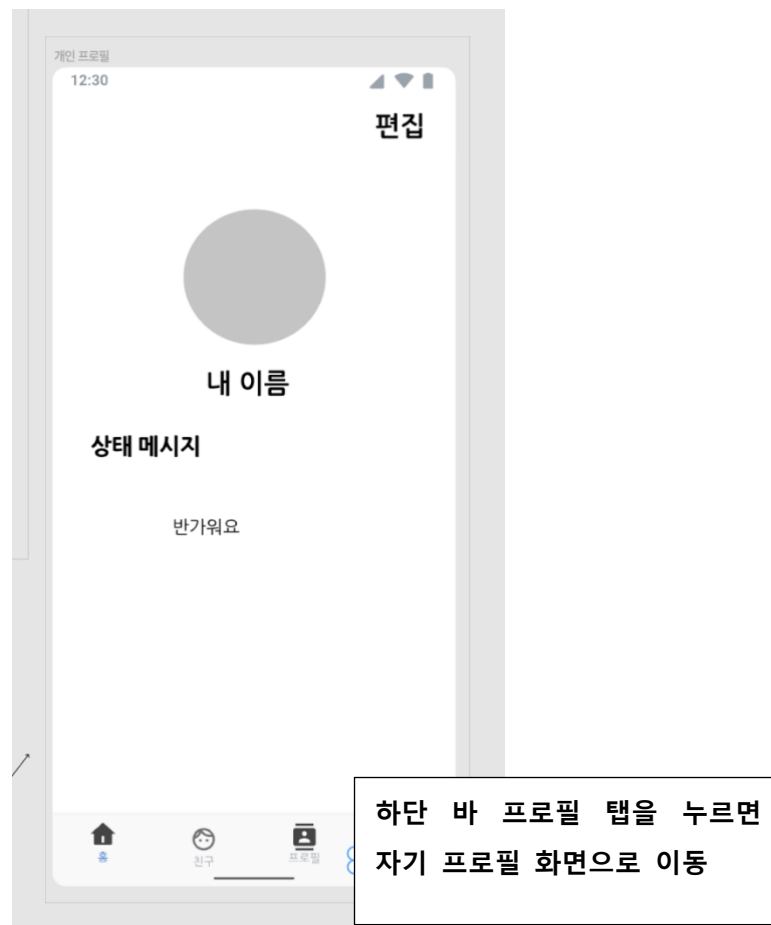 개인 프로필
12:30
편집
내 이름
상태 메시지
반가워요
홈
친구
프로필
하단 바 프로필 탭을 누르면
자기 프로필 화면으로 이동